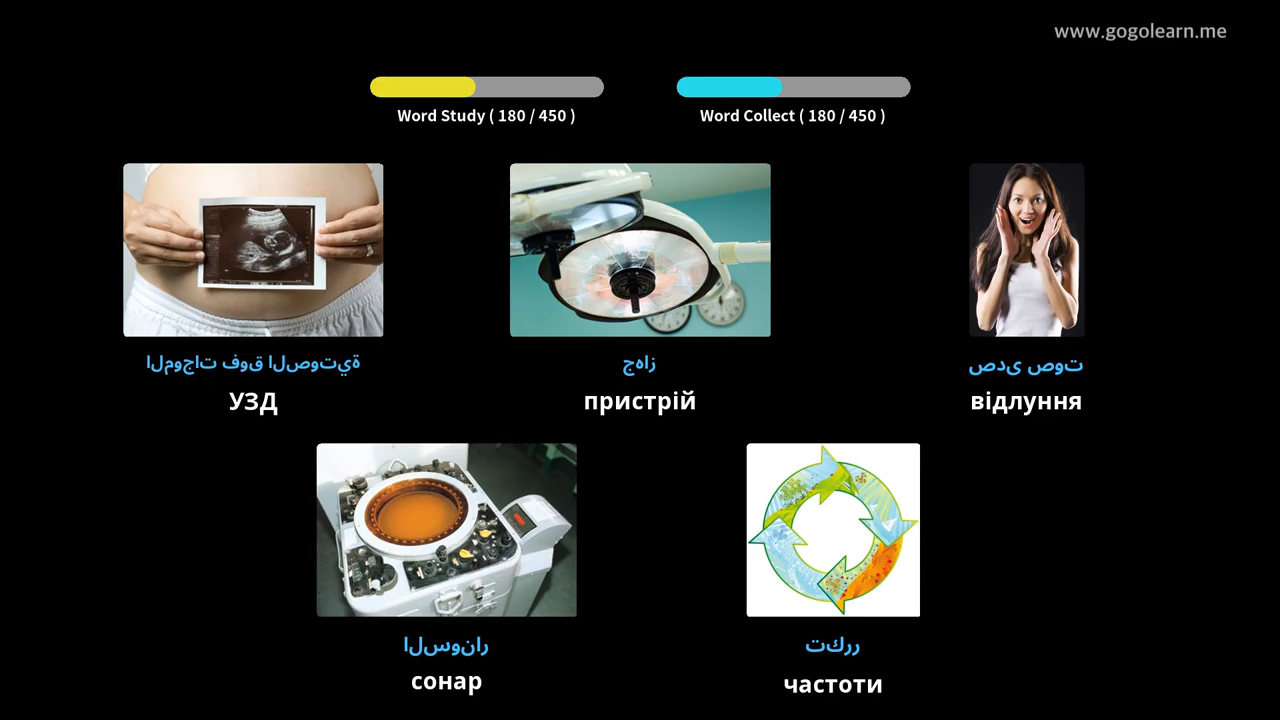 www.gogolearn.me
Word Study ( 180 / 450 )
Word Collect ( 180 / 450 )
الموجات فوق الصوتية
УЗД
جهاز
пристрій
صدى صوت
відлуння
السونار
сонар
تكرر
частоти